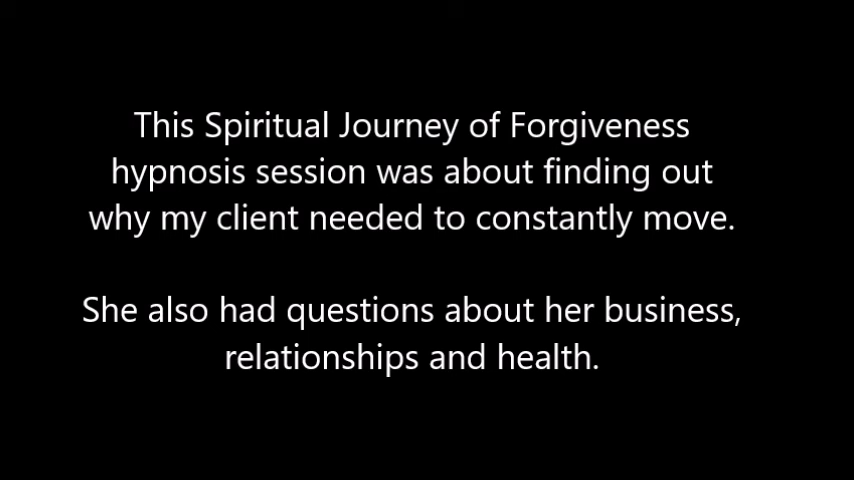 This Spiritual Journey of Forgiveness
hypnosis session was about finding out
why my client needed to constantly move.
She also had questions about her business,
relationships and health.